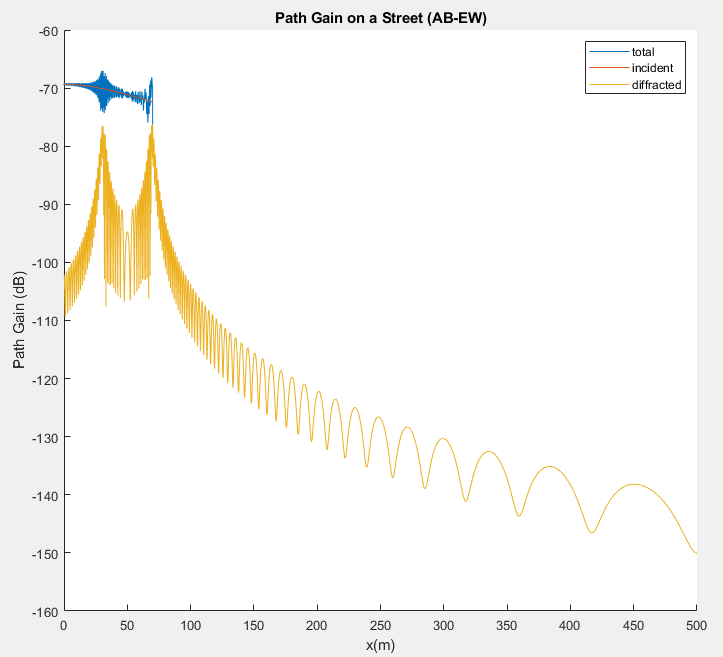 Path Gain on a Street (AB-EW)
total
incident
diffracted
Path Gain (dB)
-60
-70
-80
-90
-100
-110
-120
-130
-140
-150
-160
0 50 100 150 200 250 300 350 400 450 500
x(m)